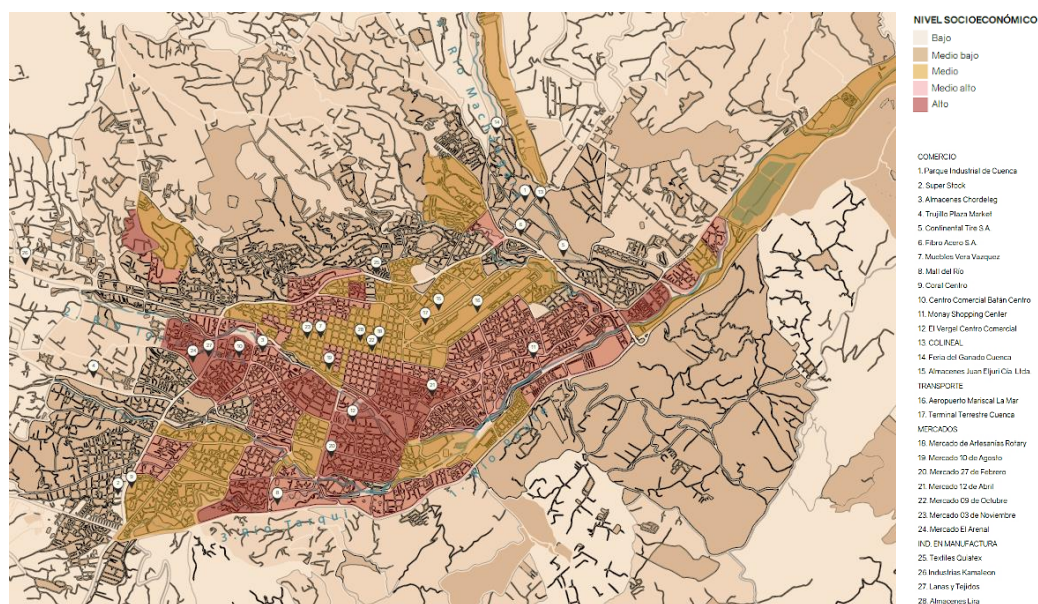 NIVEL SOCIOECONÓMICO
Bajo
Medio bajo
Medio
Medio alto
Alto
COMERCIO
1. Parque Industrial de Cuenca
2. Super Stock
3. Almacenes Chordeleg
4. Trujillo Plaza Market
5. Continental Tire S.A.
6. Fibro Acero S.A.
7. Muebles Vera Vazquez
8. Mall del Río
9. Coral Centro
10. Centro Comercial Batán Centro
11. Monay Shopping Center
12. El Vergel Centro Comercial
13. COLINEAL
14. Feria del Ganado Cuenca
15. Almacenes Juan Eljuri Cía. Ltda.
TRANSPORTE
16. Aeropuerto Mariscal La Mar
17. Terminal Terrestre Cuenca
MERCADOS
18. Mercado de Artesanías Rotary
19. Mercado 10 de Agosto
20. Mercado 27 de Febrero
21. Mercado 12 de Abril
22. Mercado 09 de Octubre
23. Mercado 03 de Noviembre
24. Mercado El Arenal
IND. EN MANUFACTURA
25. Textiles
26. Industrias Kamaleon
27. Lanas y Tejidos
28. Almacenes Lira
Río Mach
3. Río Tarqui